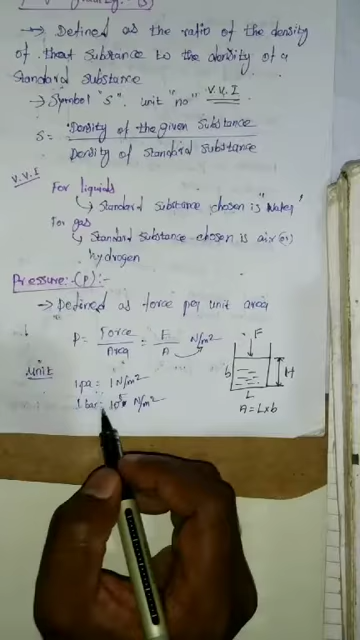 → Defined as the ratio of the density
of that Substance to the density of a
Standard Substance
→ Symbol "S". unit "no" V.V.I
S = Density of the given Substance
Density of Standard Substance
V.V.I
For liquids
↳ Standard Substance chosen is "Water"
For gas
↳ Standard Substance chosen is air (or)
hydrogen
Pressure:-(P):-
→ Defined as force per unit area
P = Force / Area = F / A N/m²
Unit
F
b
H
L
A = L×b
1 pa = 1 N/m²
1 bar = 10⁵ N/m²